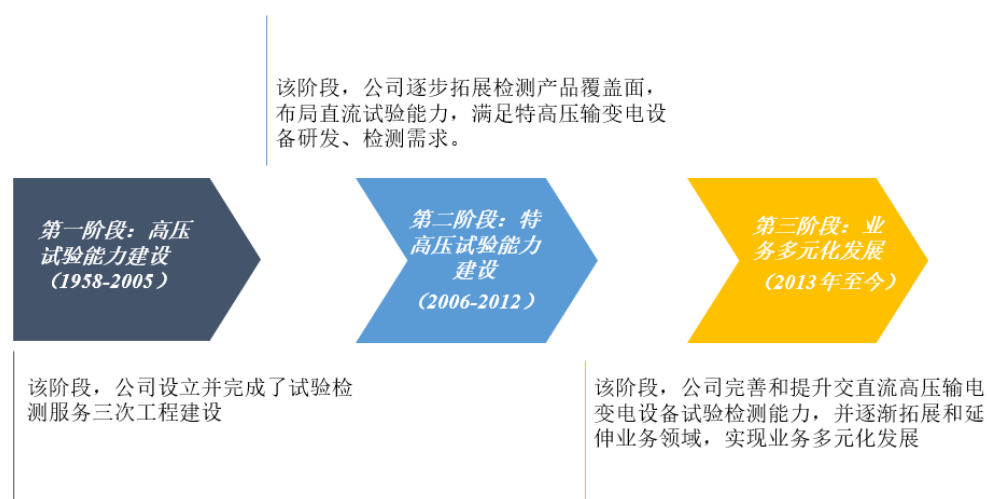 该阶段，公司逐步拓展检测产品覆盖面，
布局直流试验能力，满足特高压输变电设
备研发、检测需求。
第一阶段：高压
试验能力建设
（1958-2005）
第二阶段：特
高压试验能力
建设
（2006-2012）
第三阶段：业
务多元化发展
（2013年至今）
该阶段，公司设立并完成了试验检
测服务三次工程建设
该阶段，公司完善和提升交直流高压输电
变电设备试验检测能力，并逐渐拓展和延
伸业务领域，实现业务多元化发展